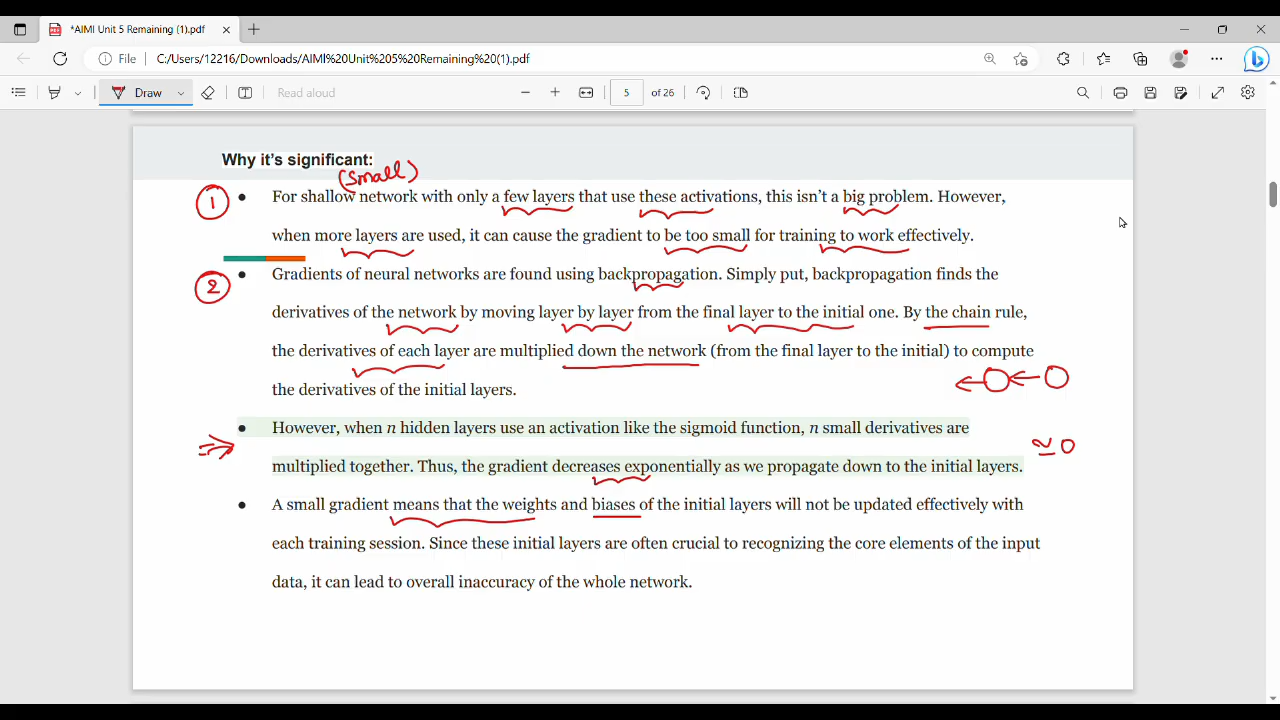 *AIMI Unit 5 Remaining (1).pdf
File
C:/Users/12216/Downloads/AIMI%20Unit%205%20Remaining%20(1).pdf
Draw
Read aloud
5
of 26
Why it's significant:
(Small)
1
● For shallow network with only a few layers that use these activations, this isn't a big problem. However,
when more layers are used, it can cause the gradient to be too small for training to work effectively.
2
● Gradients of neural networks are found using backpropagation. Simply put, backpropagation finds the
derivatives of the network by moving layer by layer from the final layer to the initial one. By the chain rule,
the derivatives of each layer are multiplied down the network (from the final layer to the initial) to compute
the derivatives of the initial layers.
● However, when n hidden layers use an activation like the sigmoid function, n small derivatives are
multiplied together. Thus, the gradient decreases exponentially as we propagate down to the initial layers.
≅ 0
● A small gradient means that the weights and biases of the initial layers will not be updated effectively with
each training session. Since these initial layers are often crucial to recognizing the core elements of the input
data, it can lead to overall inaccuracy of the whole network.